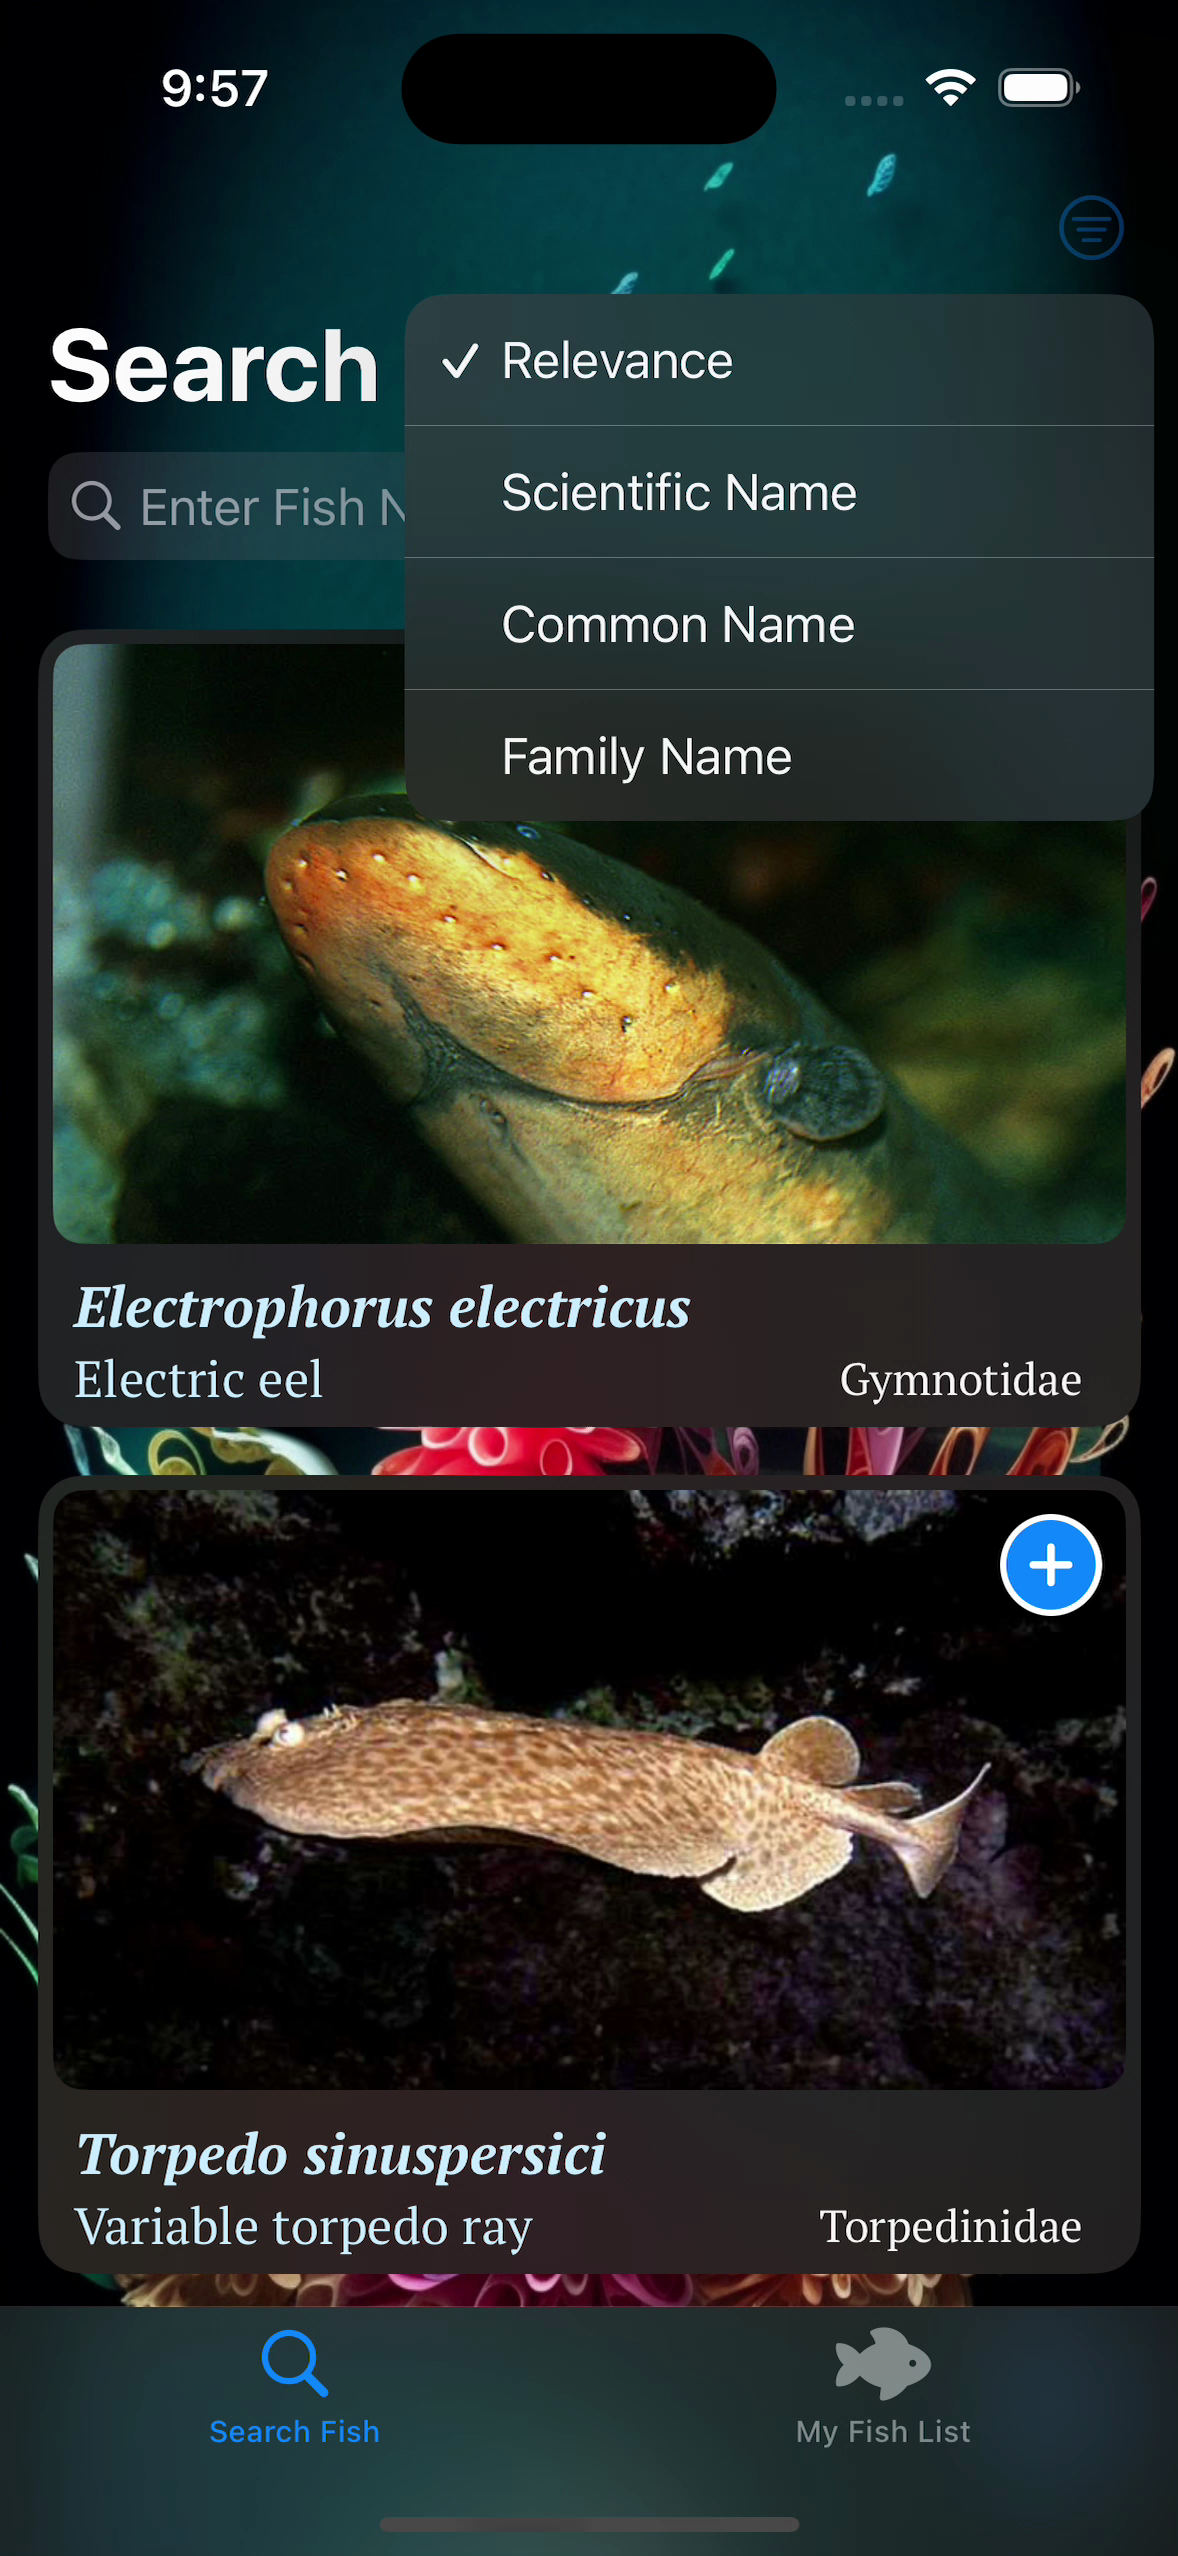 9:57
Search
Relevance
Scientific Name
Common Name
Family Name
Enter Fish
Electrophorus electricus
Electric eel
Gymnotidae
Torpedo sinuspersici
Variable torpedo ray
Torpedinidae
Search Fish
My Fish List